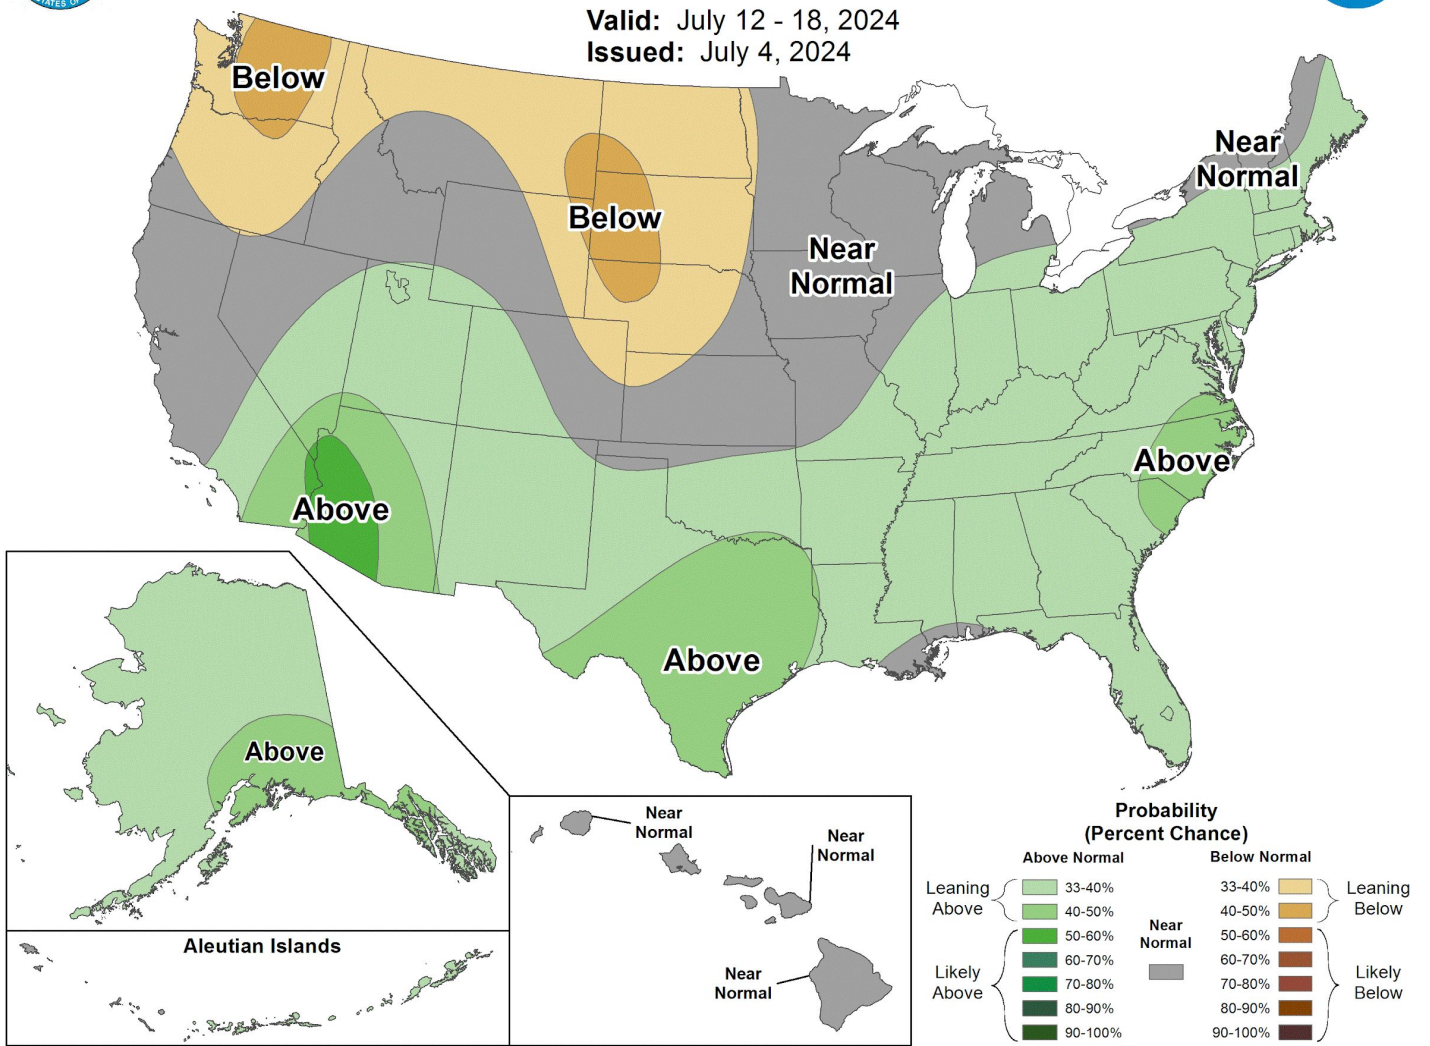 STATES OF
Valid: July 12 - 18, 2024
Issued: July 4, 2024
Below
Near
Normal
Below
Near
Normal
Above
Above
Above
Above
Near
Normal
Near
Normal
Near
Normal
Aleutian Islands
Probability
(Percent Chance)
Above Normal
Below Normal
Leaning
Above
33-40%
40-50%
50-60%
60-70%
70-80%
80-90%
90-100%
Likely
Above
Near
Normal
33-40%
40-50%
50-60%
60-70%
70-80%
80-90%
90-100%
Leaning
Below
Likely
Below